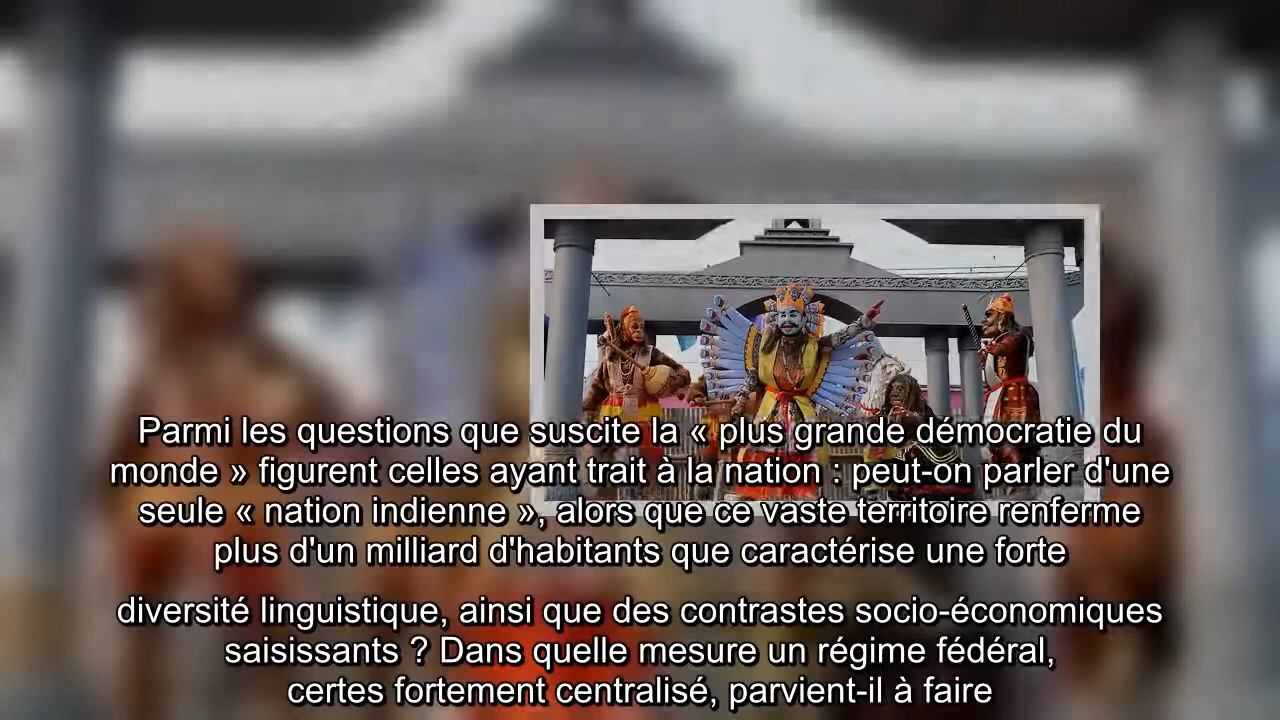 Parmi les questions que suscite la « plus grande démocratie du
monde » figurent celles ayant trait à la nation : peut-on parler d'une
seule « nation indienne », alors que ce vaste territoire renferme
plus d'un milliard d'habitants que caractérise une forte
diversité linguistique, ainsi que des contrastes socio-économiques
saisissants ? Dans quelle mesure un régime fédéral,
certes fortement centralisé, parvient-il à faire